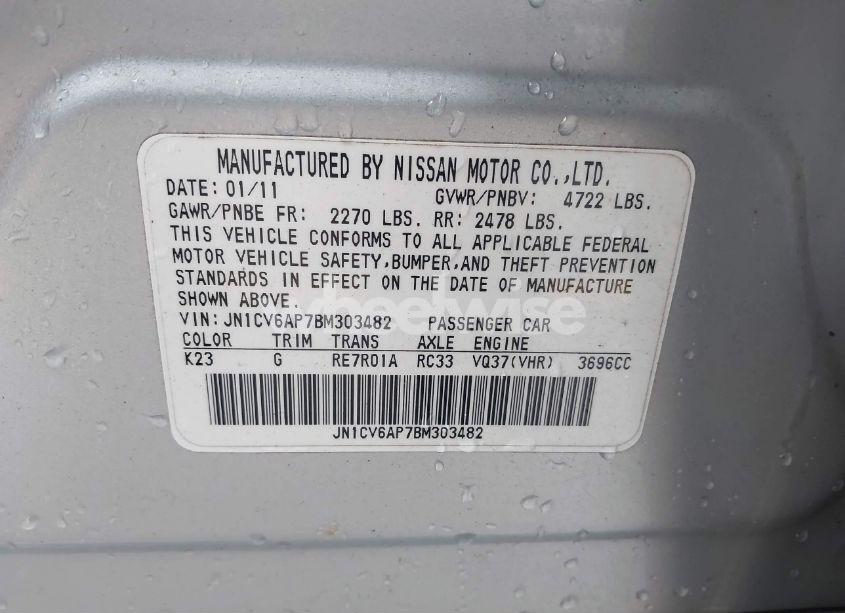 MANUFACTURED BY NISSAN MOTOR CO.,LTD.
DATE: 01/11 GVWR/PNBV: 4722 LBS.
GAWR/PNBE FR: 2270 LBS. RR: 2478 LBS.
THIS VEHICLE CONFORMS TO ALL APPLICABLE FEDERAL
MOTOR VEHICLE SAFETY,BUMPER,AND THEFT PREVENTION
STANDARDS IN EFFECT ON THE DATE OF MANUFACTURE
SHOWN ABOVE.
VIN: JN1CV6AP7BM303482 PASSENGER CAR
COLOR TRIM TRANS AXLE ENGINE
K23 G RE7R01A RC33 VQ37(VHR) 3696CC
JN1CV6AP7BM303482